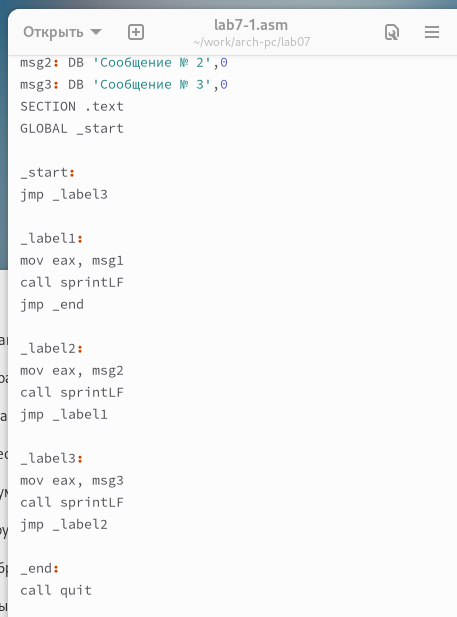 Открыть
lab7-1.asm
~/work/arch-pc/lab07
msg2: DB 'Сообщение № 2',0
msg3: DB 'Сообщение № 3',0
SECTION .text
GLOBAL _start
_start:
jmp _label3
_label1:
mov eax, msg1
call sprintLF
jmp _end
_label2:
mov eax, msg2
call sprintLF
jmp _label1
_label3:
mov eax, msg3
call sprintLF
jmp _label2
_end:
call quit